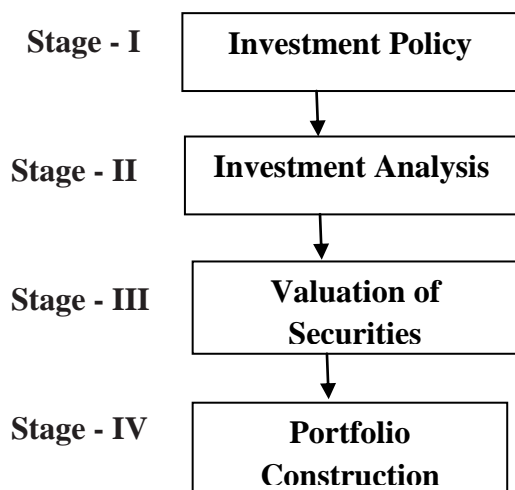 Stage - I
Investment Policy
Stage - II
Investment Analysis
Stage - III
Valuation of
Securities
Stage - IV
Portfolio
Construction